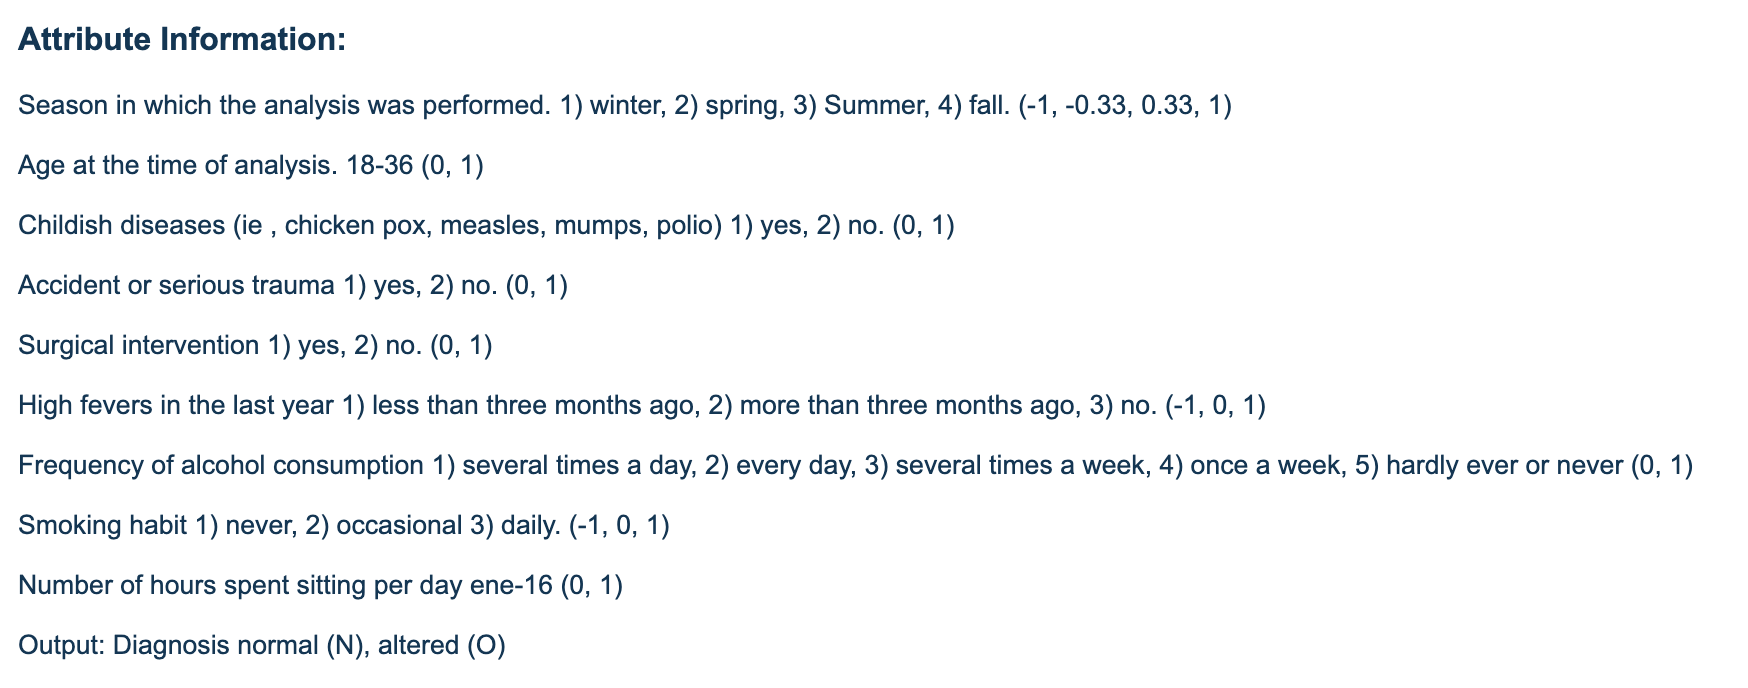 Attribute Information:
Season in which the analysis was performed. 1) winter, 2) spring, 3) Summer, 4) fall. (-1, -0.33, 0.33, 1)
Age at the time of analysis. 18-36 (0, 1)
Childish diseases (ie , chicken pox, measles, mumps, polio) 1) yes, 2) no. (0, 1)
Accident or serious trauma 1) yes, 2) no. (0, 1)
Surgical intervention 1) yes, 2) no. (0, 1)
High fevers in the last year 1) less than three months ago, 2) more than three months ago, 3) no. (-1, 0, 1)
Frequency of alcohol consumption 1) several times a day, 2) every day, 3) several times a week, 4) once a week, 5) hardly ever or never (0, 1)
Smoking habit 1) never, 2) occasional 3) daily. (-1, 0, 1)
Number of hours spent sitting per day ene-16 (0, 1)
Output: Diagnosis normal (N), altered (O)